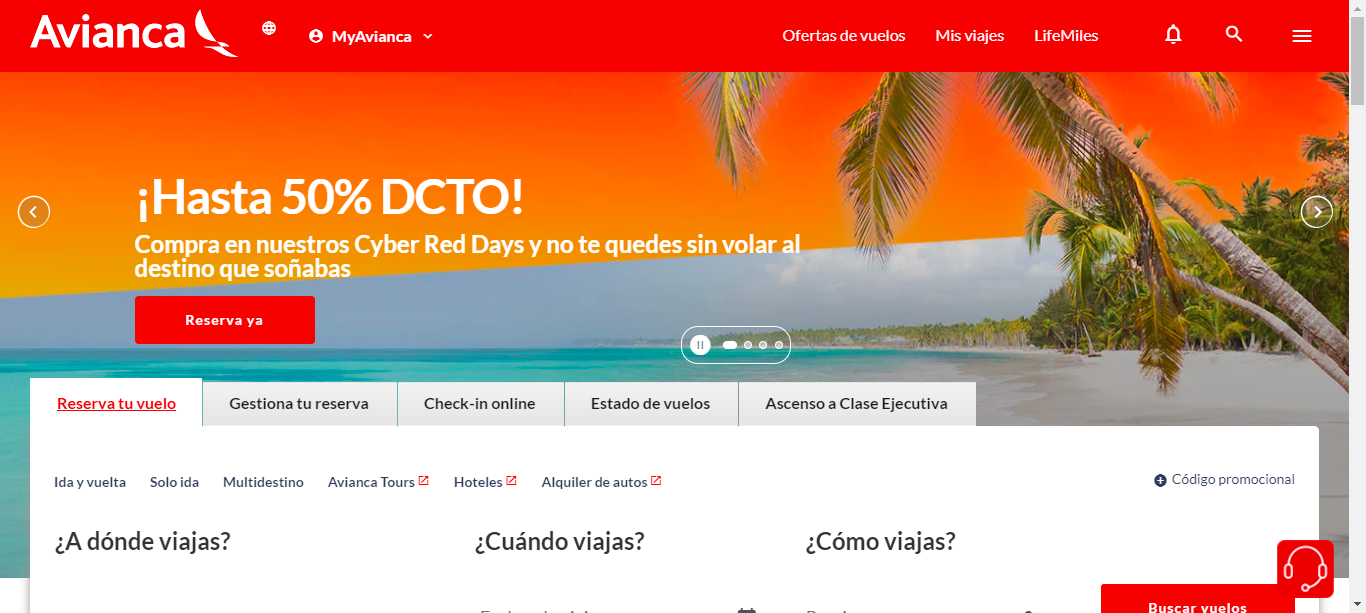 Avianca
MyAvianca
Ofertas de vuelos
Mis viajes
LifeMiles
¡Hasta 50% DCTO!
Compra en nuestros Cyber Red Days y no te quedes sin volar al
destino que soñabas
Reserva ya
Reserva tu vuelo
Gestiona tu reserva
Check-in online
Estado de vuelos
Ascenso a Clase Ejecutiva
Ida y vuelta
Solo ida
Multidestino
Avianca Tours
Hoteles
Alquiler de autos
Código promocional
¿A dónde viajas?
¿Cuándo viajas?
¿Cómo viajas?
Buscar vuelos